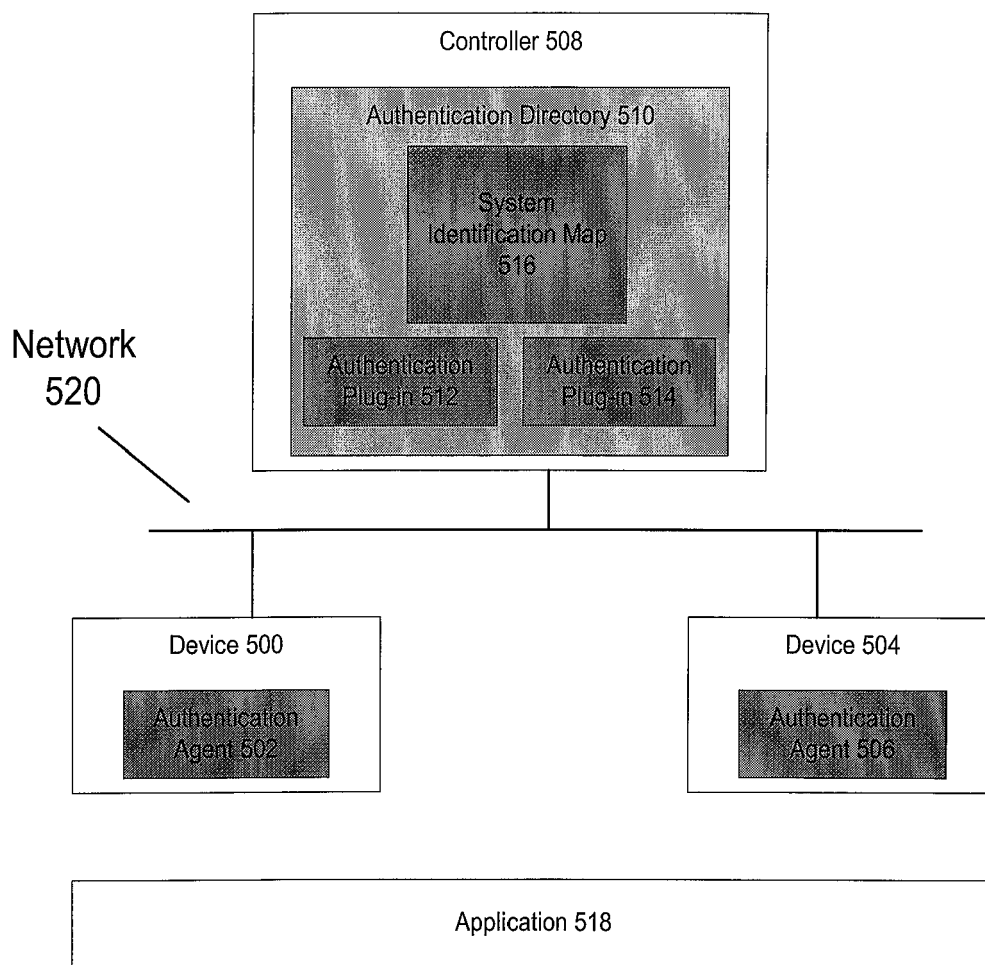 Controller 508
Authentication Directory 510
System
Identification Map
516
Authentication
Plug-in 512
Authentication
Plug-in 514
Network
520
Device 500
Authentication
Agent 502
Device 504
Authentication
Agent 506
Application 518